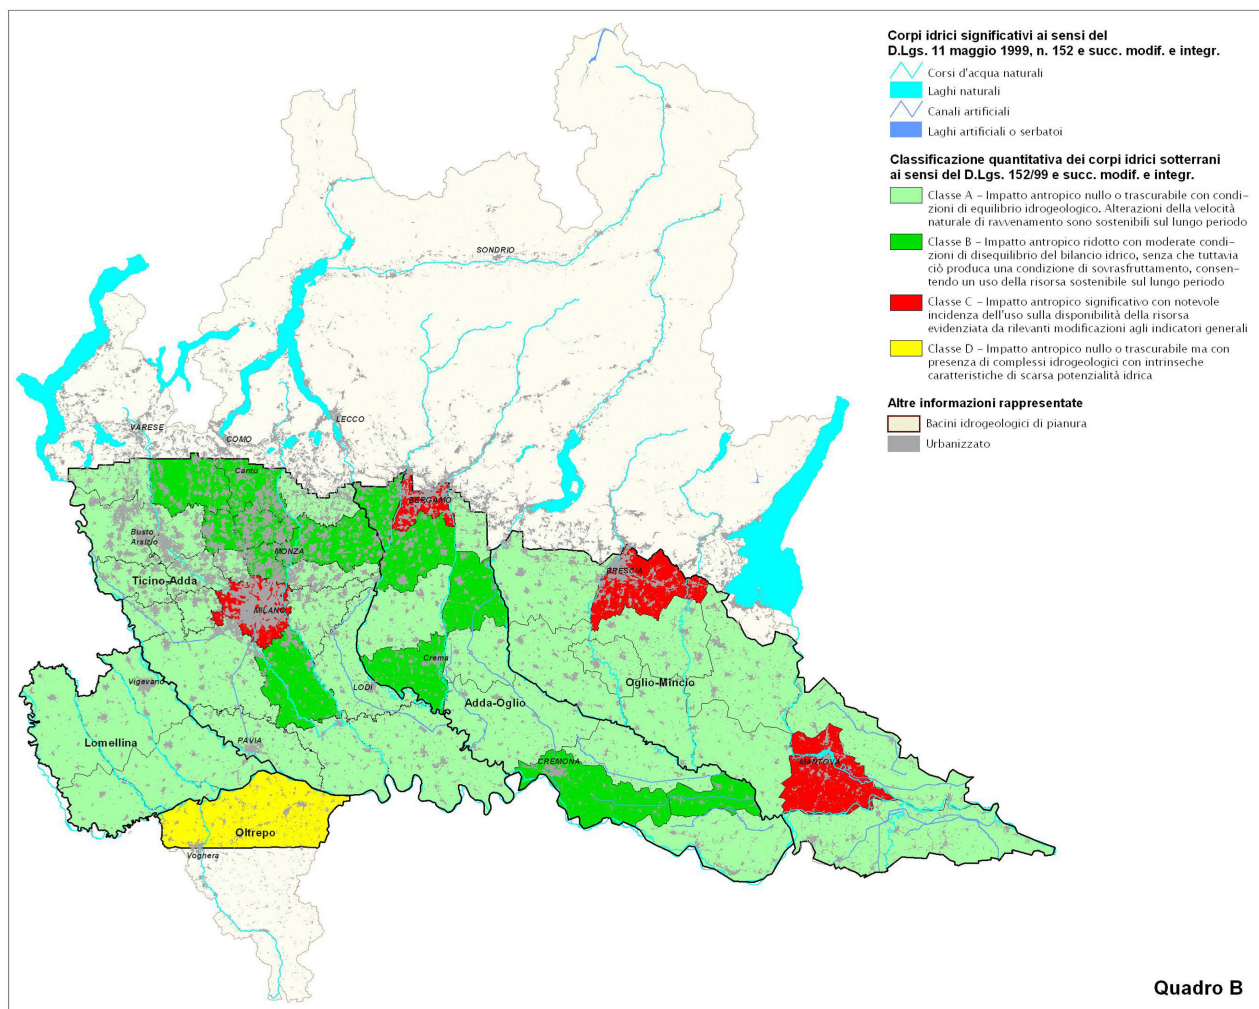 Corpi idrici significativi ai sensi del
D.Lgs. 11 maggio 1999, n. 152 e succ. modif. e integr.
Corsi d'acqua naturali
Laghi naturali
Canali artificiali
Laghi artificiali o serbatoi
Classificazione quantitativa dei corpi idrici sotterrani
ai sensi del D.Lgs. 152/99 e succ. modif. e integr.
Classe A – Impatto antropico nullo o trascurabile con condi-
zioni di equilibrio idrogeologico. Alterazioni della velocità
naturale di ravvenamento sono sostenibili sul lungo periodo
Classe B – Impatto antropico ridotto con moderate condi-
zioni di disequilibrio del bilancio idrico, senza che tuttavia
ciò produca una condizione di sovrasfruttamento, consen-
tendo un uso della risorsa sostenibile sul lungo periodo
Classe C – Impatto antropico significativo con notevole
incidenza dell'uso sulla disponibilità della risorsa
evidenziata da rilevanti modificazioni agli indicatori generali
Classe D – Impatto antropico nullo o trascurabile ma con
presenza di complessi idrogeologici con intrinseche
caratteristiche di scarsa potenzialità idrica
Altre informazioni rappresentate
Bacini idrogeologici di pianura
Urbanizzato
SONDRIO
LECCO
VARESE
COMO
Cantù
BERGAMO
Busto
Arsizio
MONZA
BRESCIA
Ticino-Adda
MILANO
Crema
Vigevano
LODI
Oglio-Mincio
Adda-Oglio
Lomellina
PAVIA
CREMONA
MANTOVA
Oltrepo
Voghera
Quadro B